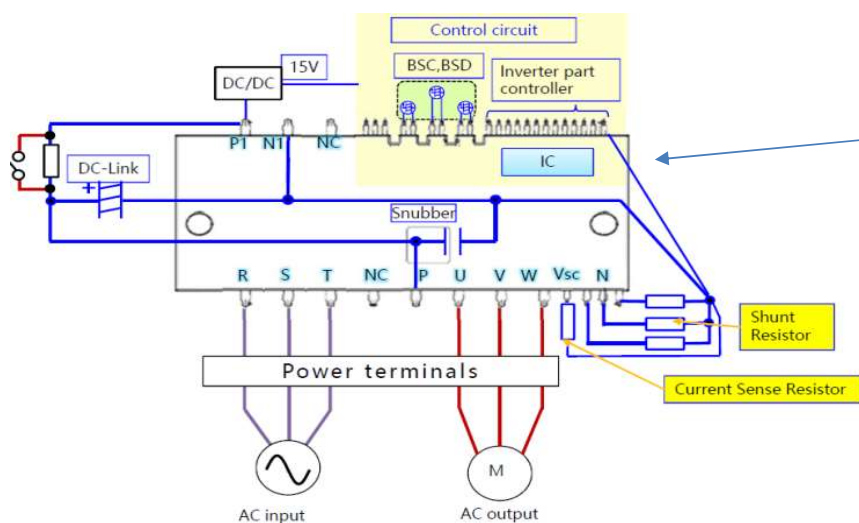 Control circuit
15V
BSC,BSD
DC/DC
Inverter part
controller
P1
N1
NC
DC-Link
+
IC
Snubber
R
S
T
NC
P
U
V
W
Vsc
N
Shunt
Resistor
Power terminals
Current Sense Resistor
M
AC input
AC output